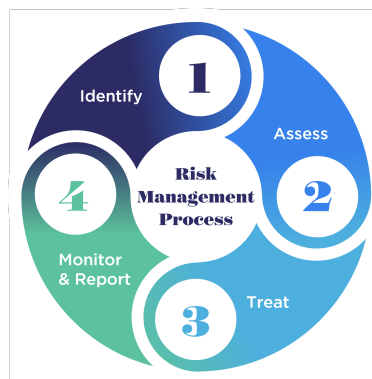 1
Identify
Assess
2
Risk
Management
Process
4
Monitor
& Report
Treat
3